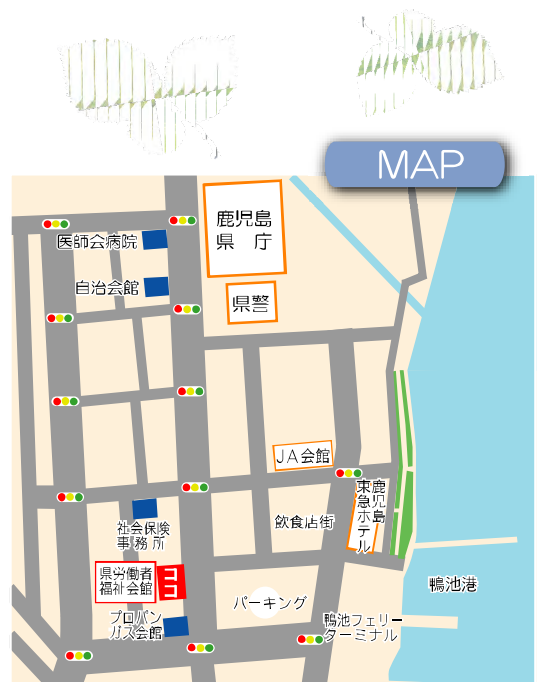 MAP
鹿児島
県 庁
医師会病院
自治会館
県警
JA会館
鹿児島
東急ホテル
飲食店街
社会保険
事務所
県労働者
福祉会館
ココ
パーキング
プロパン
ガス会館
鴨池フェリー
ターミナル
鴨池港